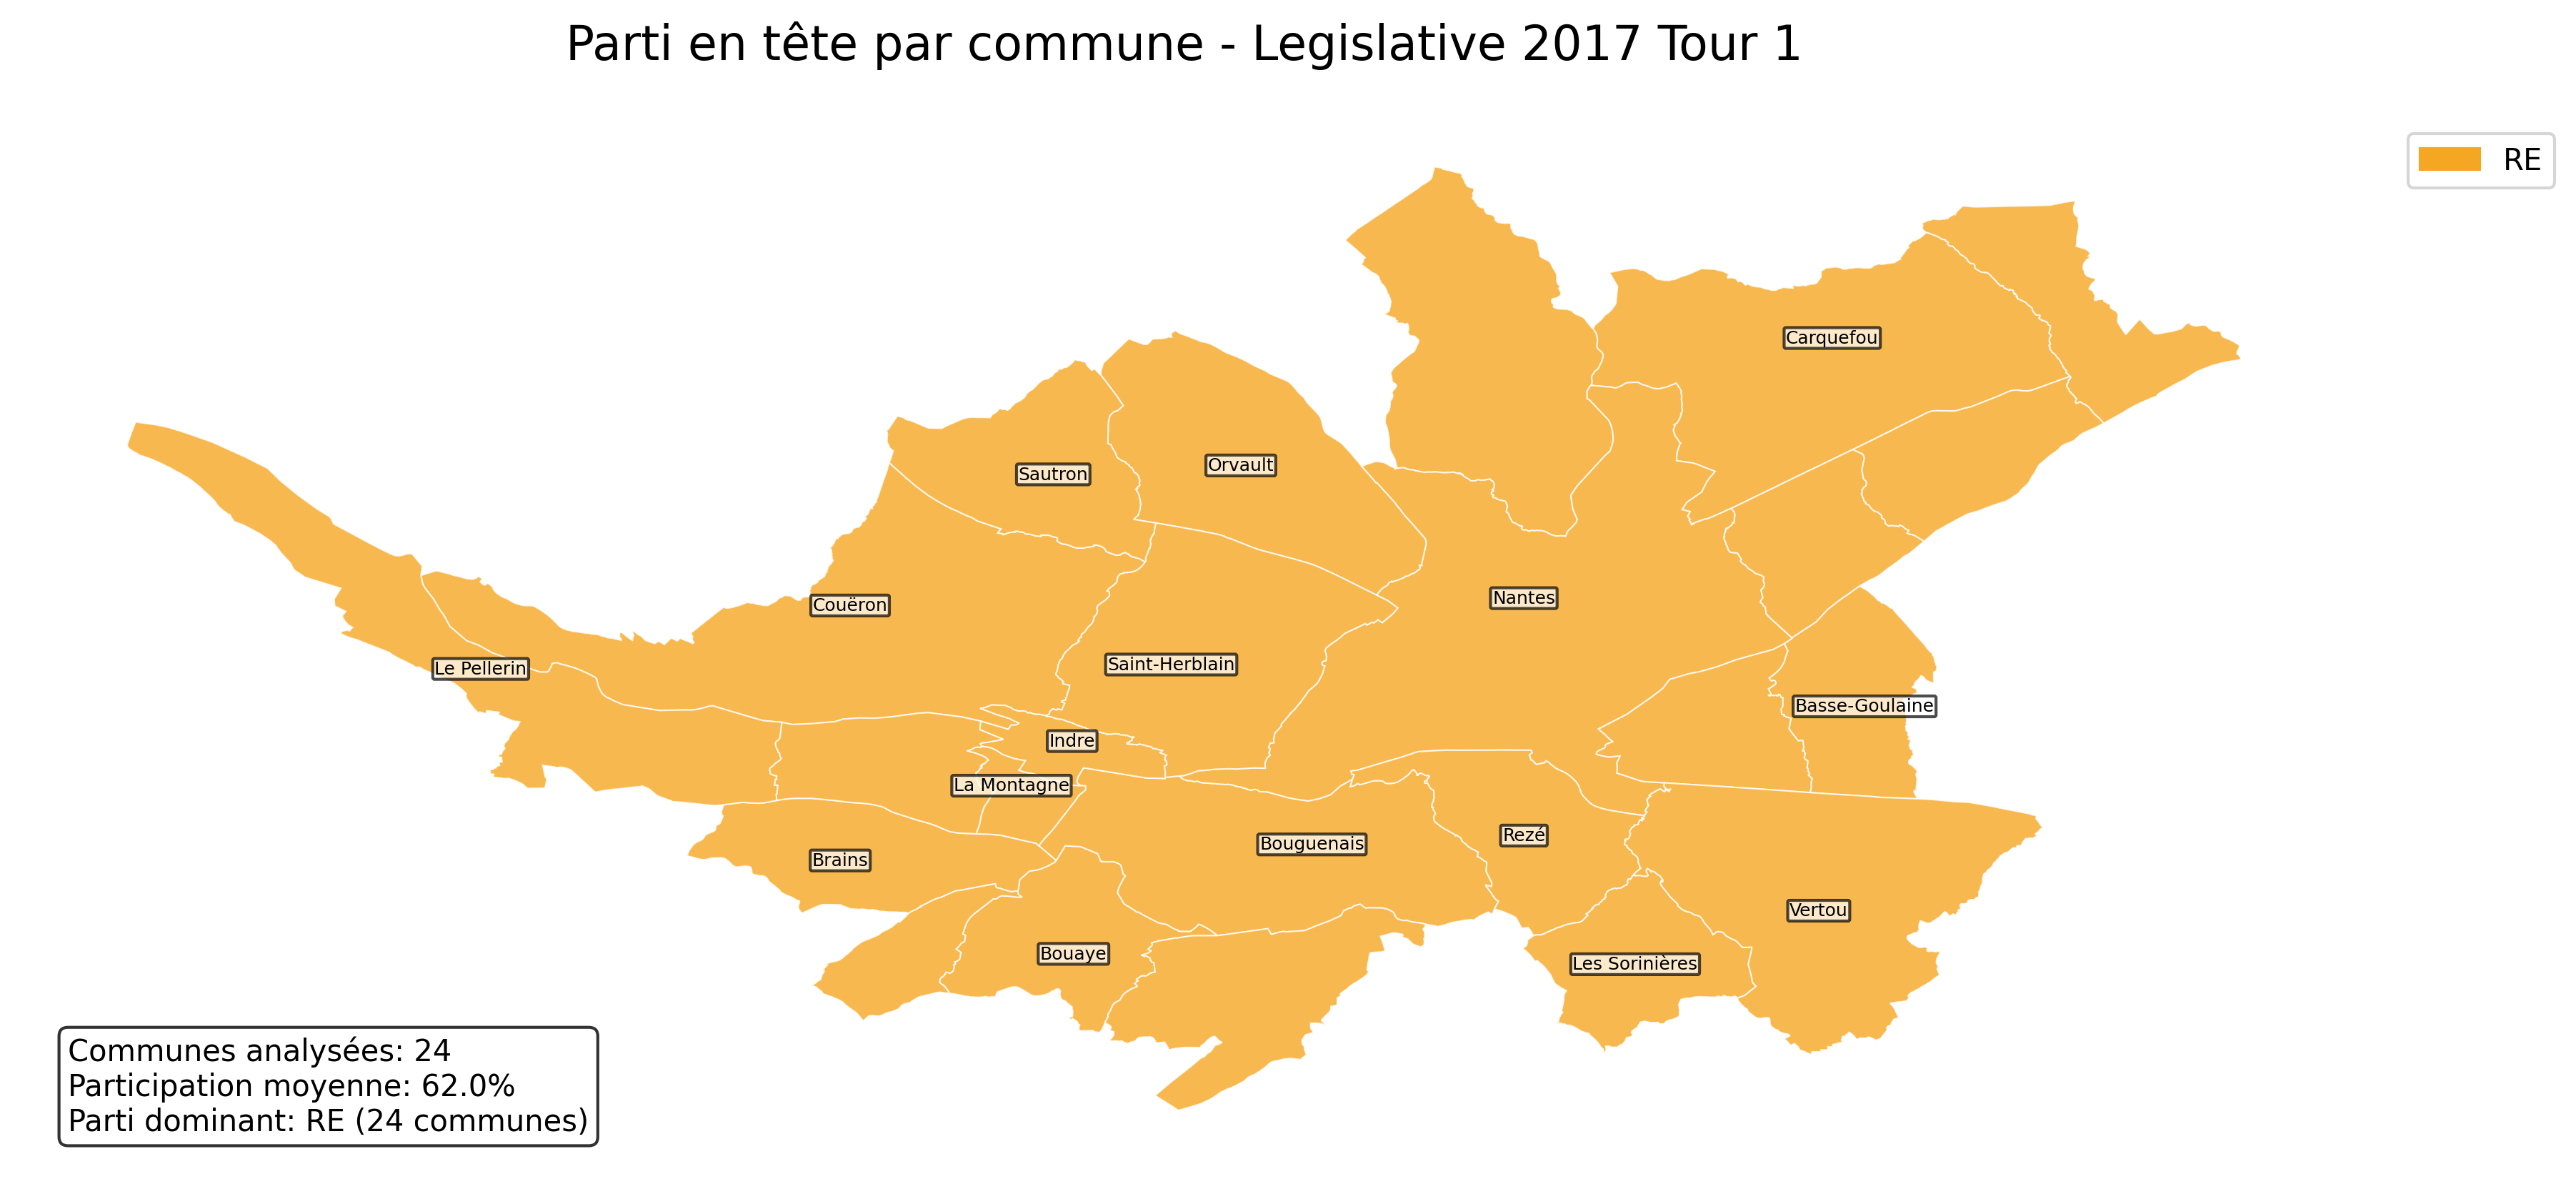 Parti en tête par commune - Legislative 2017 Tour 1
RE
Carquefou
Sautron
Orvault
Couëron
Nantes
Le Pellerin
Saint-Herblain
Basse-Goulaine
Indre
La Montagne
Brains
Bouguenais
Rezé
Vertou
Bouaye
Les Sorinières
Communes analysées: 24
Participation moyenne: 62.0%
Parti dominant: RE (24 communes)